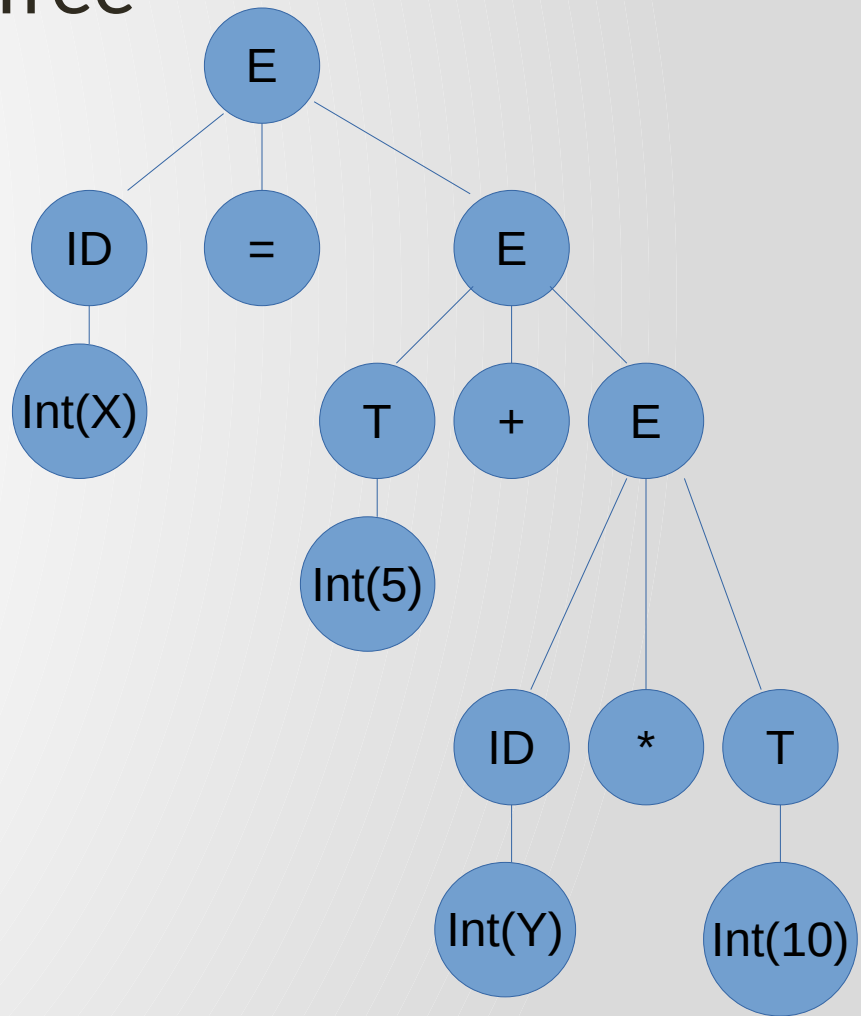 E
ID = E
Int(X)
T + E
Int(5)
ID * T
Int(Y) Int(10)